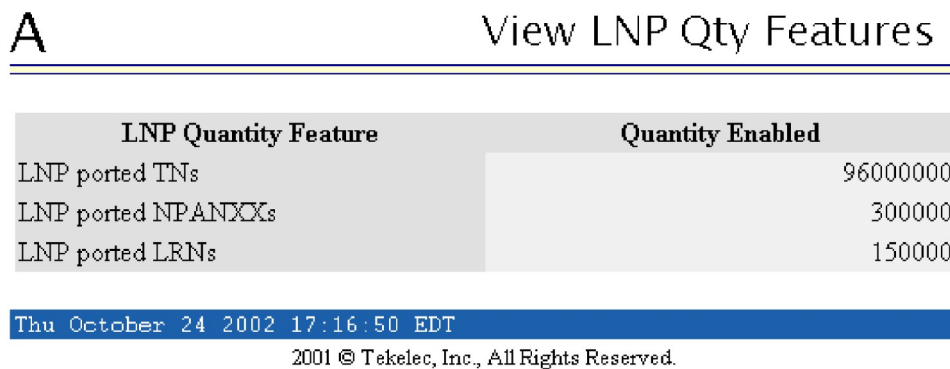 A View LNP Qty Features
LNP Quantity Feature Quantity Enabled
LNP ported TNs 96000000
LNP ported NPANXXs 300000
LNP ported LRNs 150000
Thu October 24 2002 17:16:50 EDT
2001 © Tekelec, Inc., All Rights Reserved.